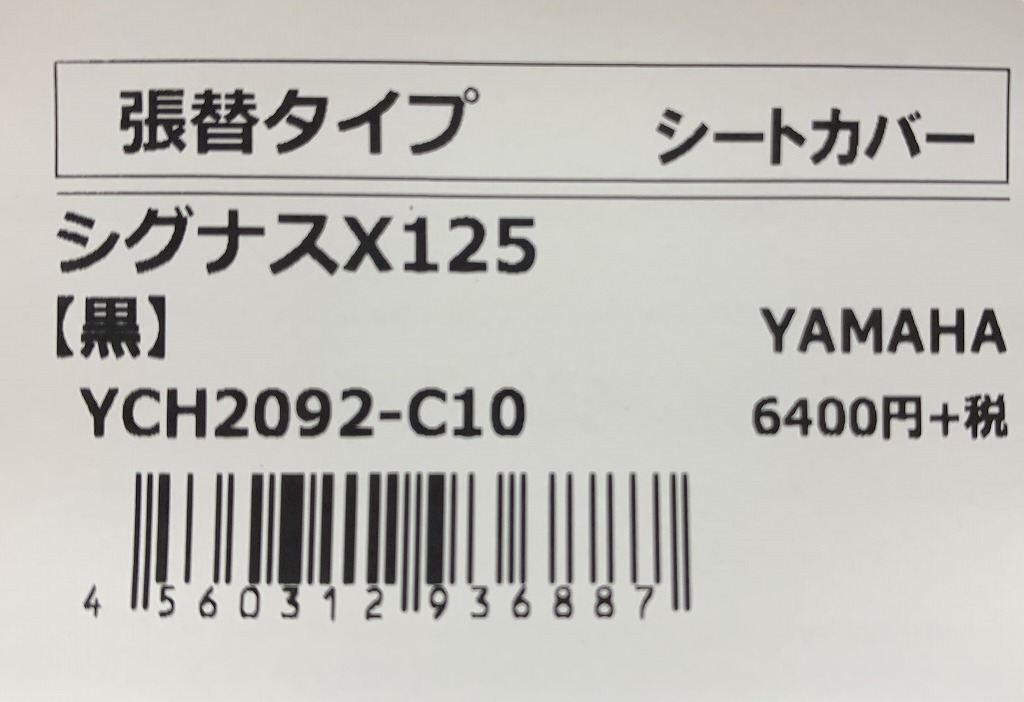 張替タイプ シートカバー
シグナスX125
【黒】 YAMAHA
YCH2092-C10 6400円+税
4 560312 936887